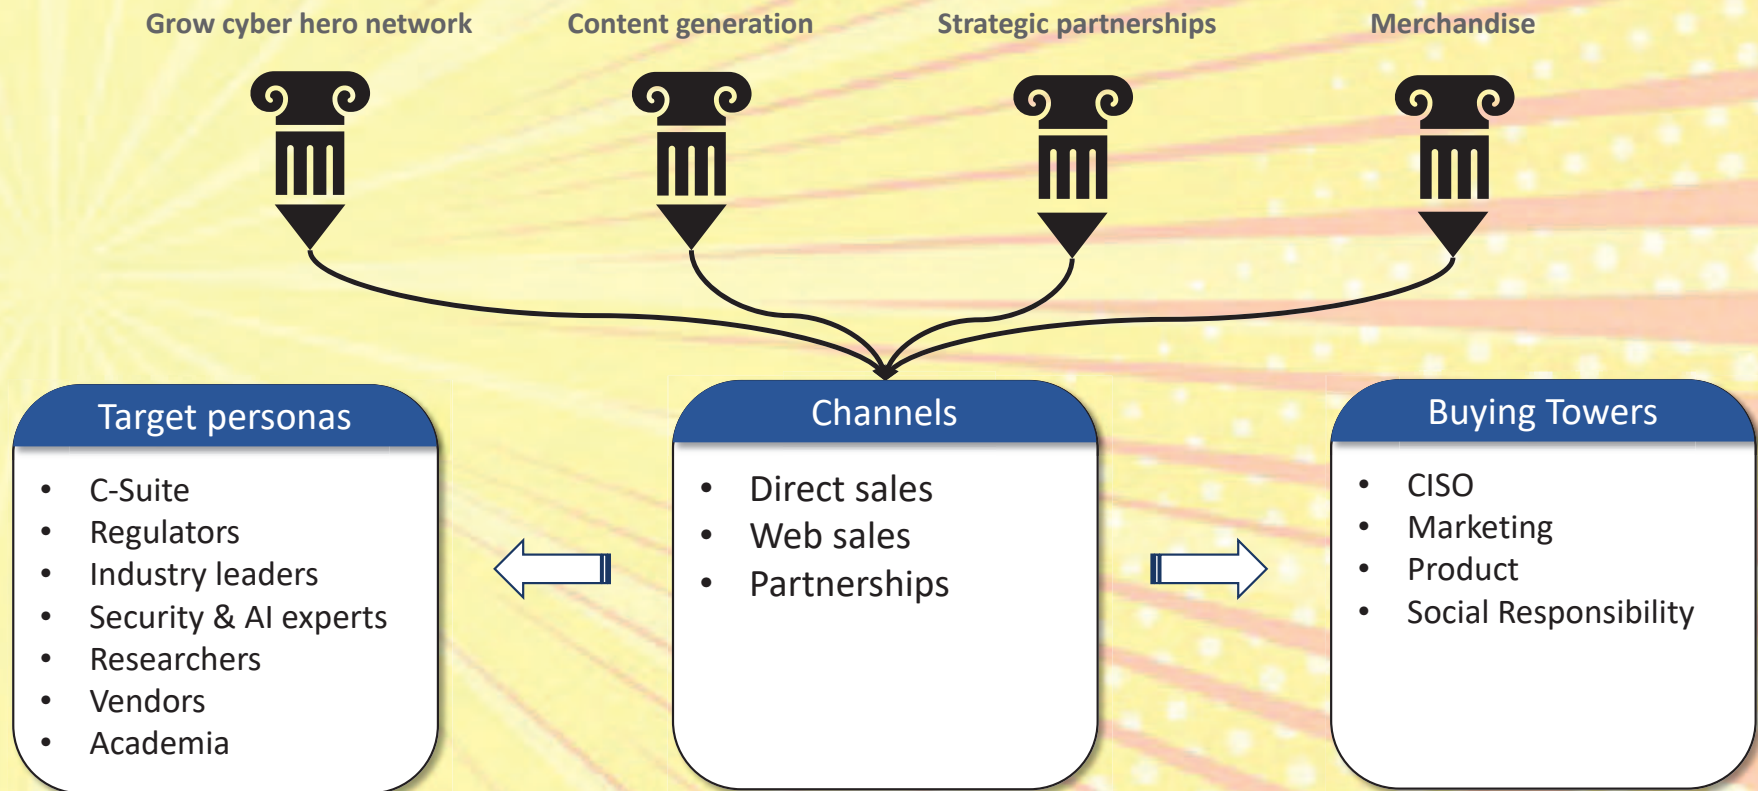 Grow cyber hero network
Content generation
Strategic partnerships
Merchandise
Target personas
• C-Suite
• Regulators
• Industry leaders
• Security & AI experts
• Researchers
• Vendors
• Academia
Channels
• Direct sales
• Web sales
• Partnerships
Buying Towers
• CISO
• Marketing
• Product
• Social Responsibility